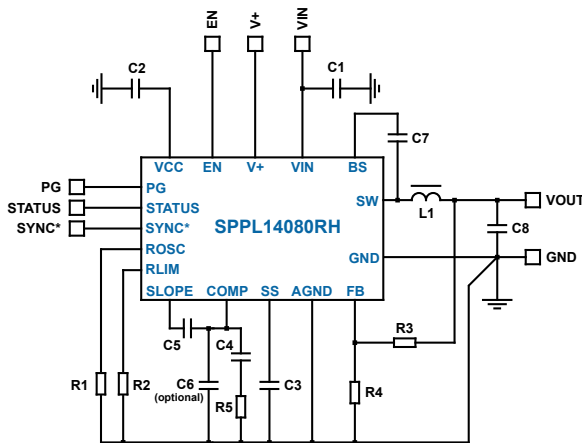 EN
V+
VIN
C2
C1
C7
VCC
EN
V+
VIN
BS
PG
PG
SW
STATUS
STATUS
VOUT
L1
SYNC*
SYNC*
SPPL14080RH
C8
ROSC
GND
GND
RLIM
SLOPE
COMP
SS
AGND
FB
R3
C5
C4
R1
R2
C6
(optional)
C3
R4
R5